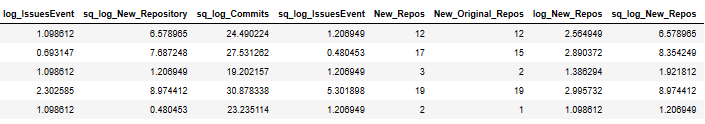 log_IssuesEvent sq_log_New_Repository sq_log_Commits sq_log_IssuesEvent New_Repos New_Original_Repos log_New_Repos sq_log_New_Repos
1.098612 6.578965 24.490224 1.206949 12 12 2.564949 6.578965
0.693147 7.687248 27.531262 0.480453 17 15 2.890372 8.354249
1.098612 1.206949 19.202157 1.206949 3 2 1.386294 1.921812
2.302585 8.974412 30.878338 5.301898 19 19 2.995732 8.974412
1.098612 0.480453 23.235114 1.206949 2 1 1.098612 1.206949